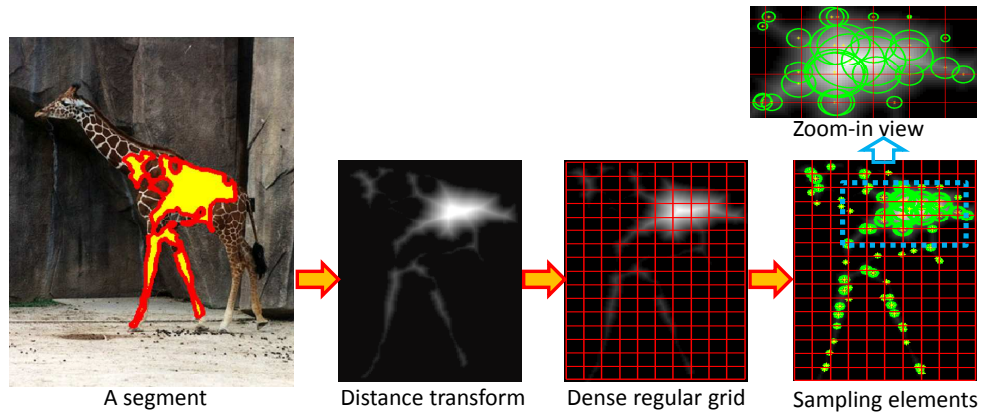 Zoom-in view
A segment
Distance transform
Dense regular grid
Sampling elements